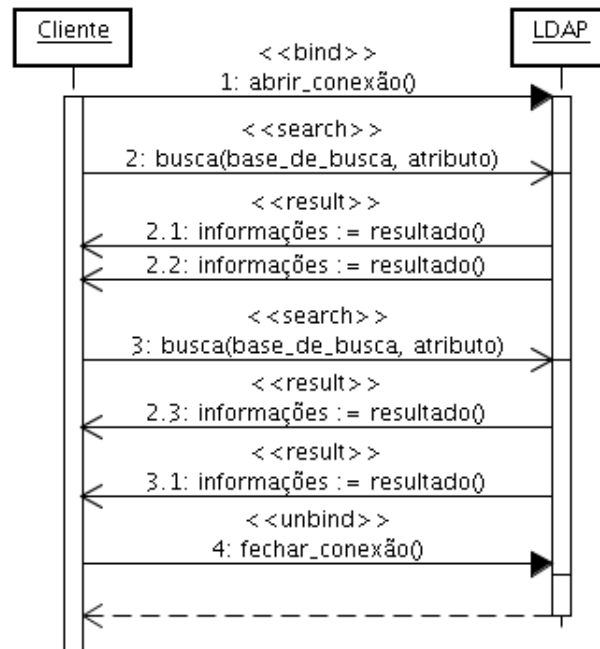 Cliente
LDAP
<<bind>>
1: abrir_conexão()
<<search>>
2: busca(base_de_busca, atributo)
<<result>>
2.1: informações := resultado()
2.2: informações := resultado()
<<search>>
3: busca(base_de_busca, atributo)
<<result>>
2.3: informações := resultado()
<<result>>
3.1: informações := resultado()
<<unbind>>
4: fechar_conexão()